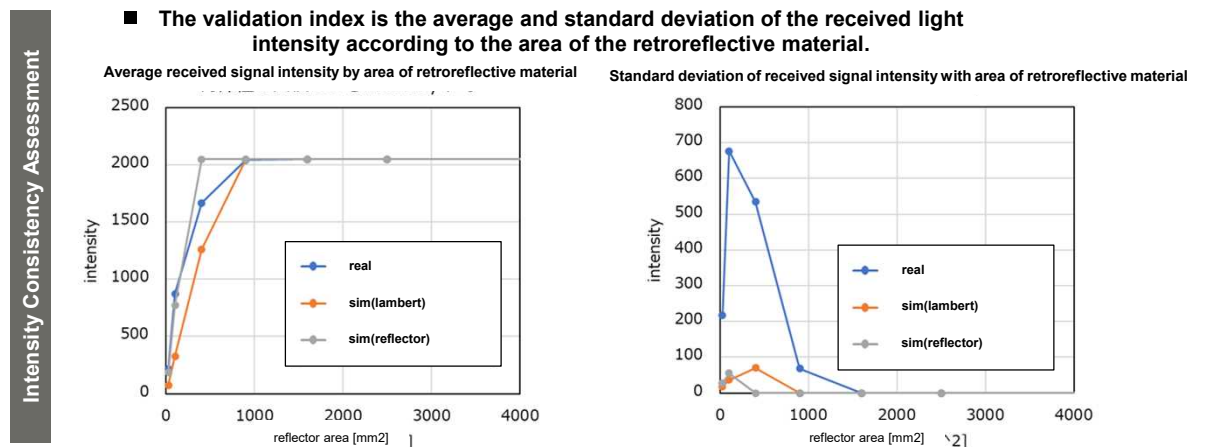 Intensity Consistency Assessment
■ The validation index is the average and standard deviation of the received light
intensity according to the area of the retroreflective material.
Average received signal intensity by area of retroreflective material
2500
2000
1500
1000
500
0
intensity
real
sim(lambert)
sim(reflector)
0 1000 2000 3000 4000
reflector area [mm2]
Standard deviation of received signal intensity with area of retroreflective material
800
700
600
500
400
300
200
100
0
intensity
real
sim(lambert)
sim(reflector)
0 1000 2000 3000 4000
reflector area [mm2] ^2]